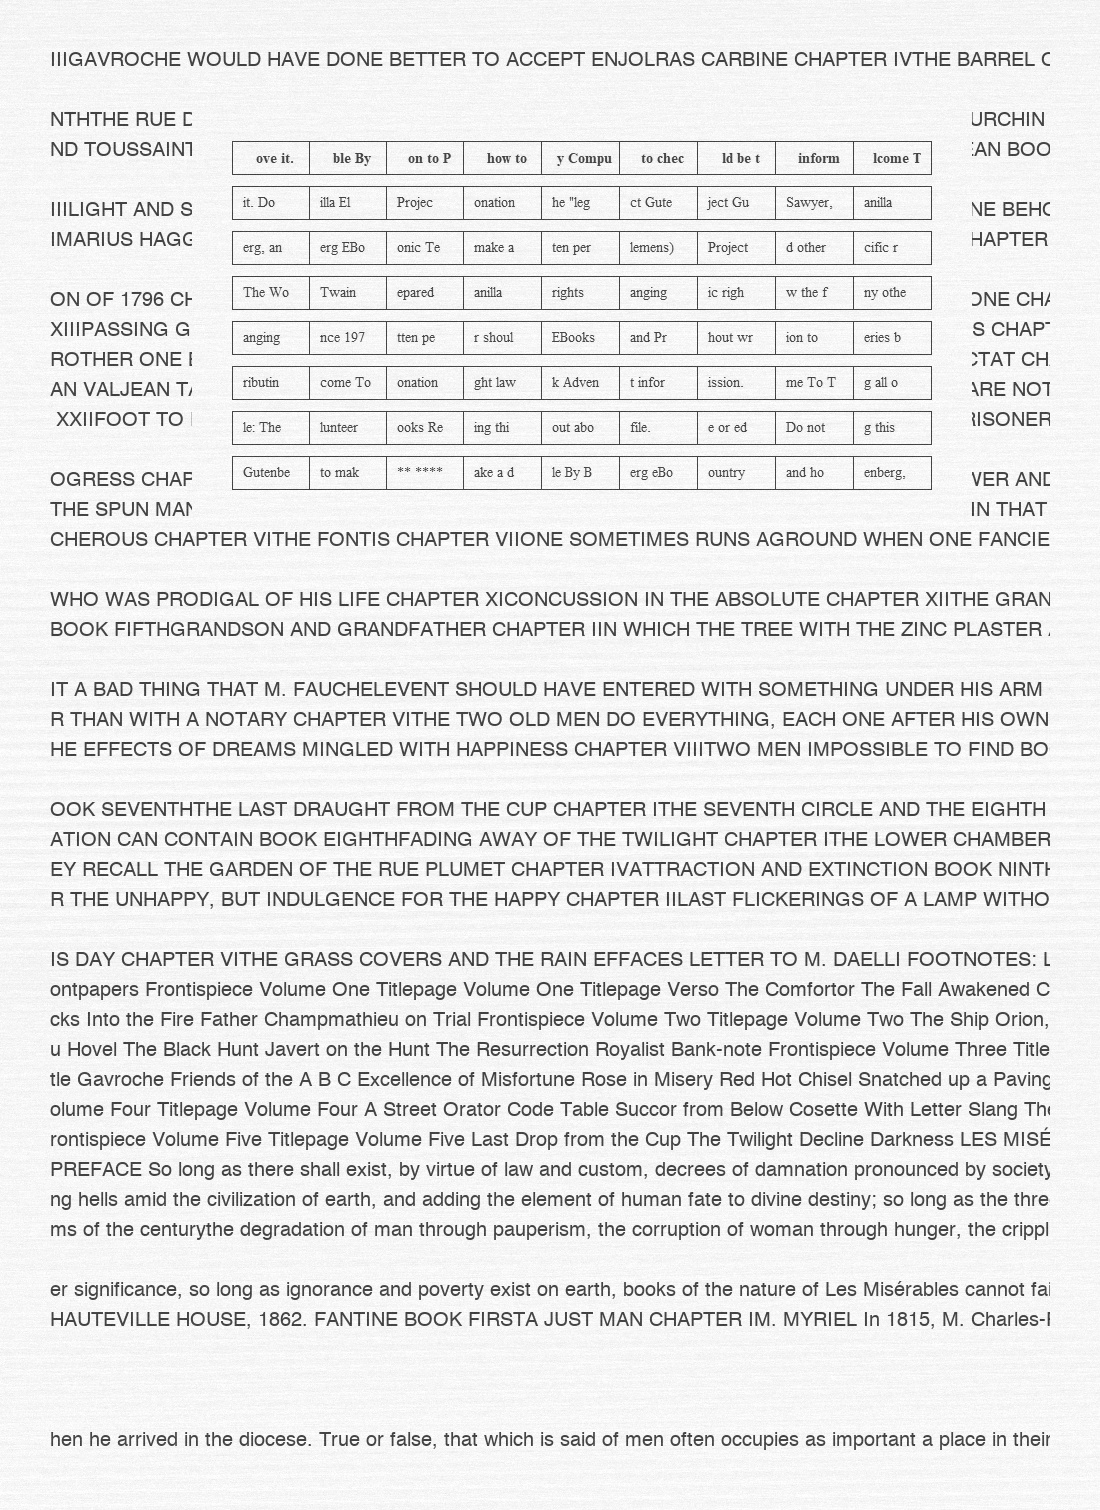 IIIGAVROCHE WOULD HAVE DONE BETTER TO ACCEPT ENJOLRAS CARBINE CHAPTER IVTHE BARREL
NTHTHE RUE URCHIN
ND TOUSSAINT AN BOO
ove it. ble By on to P how to y Compu to chec ld be t inform lcome T
it. Do illa El Projec onation he "leg ct Gute ject Gu Sawyer, anilla
IIILIGHT AND S NE BEHO
erg, an erg EBo onic Te make a ten per lemens) Project d other cific r
IMARIUS HAGG HAPTER
The Wo Twain epared anilla rights anging ic righ w the f ny othe
ON OF 1796 CH ONE CHA
anging nce 197 tten pe r shoul EBooks and Pr hout wr ion to eries b
XIIIPASSING G S CHAPT
ROTHER ONE CTAT CH
ributin come To onation ght law k Adven t infor ission. me To T g all o
AN VALJEAN TA ARE NOT
XXIIFOOT TO RISONER
le: The lunteer ooks Re ing thi out abo file. e or ed Do not g this
Gutenbe to mak ** **** ake a d le By B erg eBo ountry and ho enberg,
OGRESS CHAP WER AND
THE SPUN MAN IN THAT
CHEROUS CHAPTER VITHE FONTIS CHAPTER VIIONE SOMETIMES RUNS AGROUND WHEN ONE FANCIE
WHO WAS PRODIGAL OF HIS LIFE CHAPTER XICONCUSSION IN THE ABSOLUTE CHAPTER XIITHE GRAN
BOOK FIFTHGRANDSON AND GRANDFATHER CHAPTER IIN WHICH THE TREE WITH THE ZINC PLASTER
IT A BAD THING THAT M. FAUCHELEVENT SHOULD HAVE ENTERED WITH SOMETHING UNDER HIS ARM
R THAN WITH A NOTARY CHAPTER VITHE TWO OLD MEN DO EVERYTHING, EACH ONE AFTER HIS OWN
HE EFFECTS OF DREAMS MINGLED WITH HAPPINESS CHAPTER VIIITWO MEN IMPOSSIBLE TO FIND BO
OOK SEVENTHTHE LAST DRAUGHT FROM THE CUP CHAPTER ITHE SEVENTH CIRCLE AND THE EIGHTH
ATION CAN CONTAIN BOOK EIGHTHFADING AWAY OF THE TWILIGHT CHAPTER ITHE LOWER CHAMBER
EY RECALL THE GARDEN OF THE RUE PLUMET CHAPTER IVATTRACTION AND EXTINCTION BOOK NINTH
R THE UNHAPPY, BUT INDULGENCE FOR THE HAPPY CHAPTER IILAST FLICKERINGS OF A LAMP WITHO
IS DAY CHAPTER VITHE GRASS COVERS AND THE RAIN EFFACES LETTER TO M. DAELLI FOOTNOTES: L
ontpapers Frontispiece Volume One Titlepage Volume One Titlepage Verso The Comfortor The Fall Awakened C
cks Into the Fire Father Champmathieu on Trial Frontispiece Volume Two Titlepage Volume Two The Ship Orion,
u Hovel The Black Hunt Javert on the Hunt The Resurrection Royalist Bank-note Frontispiece Volume Three Title
tle Gavroche Friends of the A B C Excellence of Misfortune Rose in Misery Red Hot Chisel Snatched up a Paving
olume Four Titlepage Volume Four A Street Orator Code Table Succor from Below Cosette With Letter Slang The
rontispiece Volume Five Titlepage Volume Five Last Drop from the Cup The Twilight Decline Darkness LES MISÉ
PREFACE So long as there shall exist, by virtue of law and custom, decrees of damnation pronounced by society
ng hells amid the civilization of earth, and adding the element of human fate to divine destiny; so long as the thre
ms of the centurythe degradation of man through pauperism, the corruption of woman through hunger, the crippl
er significance, so long as ignorance and poverty exist on earth, books of the nature of Les Misérables cannot fai
HAUTEVILLE HOUSE, 1862. FANTINE BOOK FIRSTA JUST MAN CHAPTER IM. MYRIEL In 1815, M. Charles-
hen he arrived in the diocese. True or false, that which is said of men often occupies as important a place in their